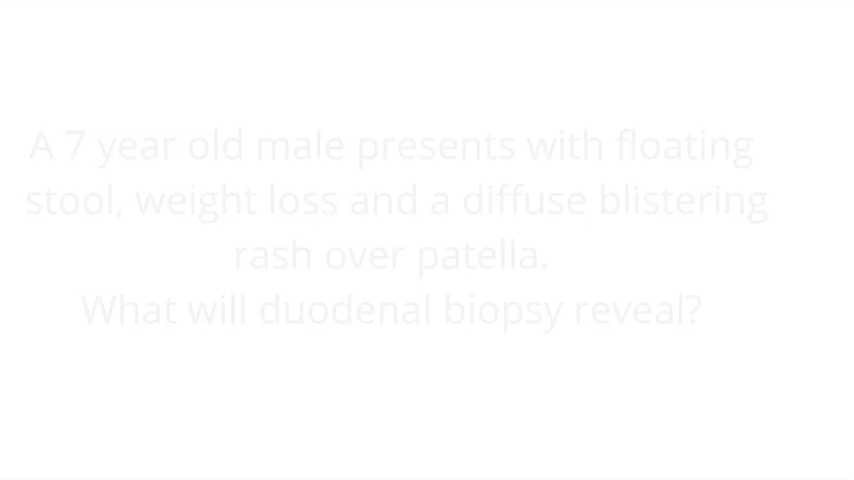 A 7 year old male presents with floating
stool, weight loss and a diffuse blistering
rash over patella.
What will duodenal biopsy reveal?